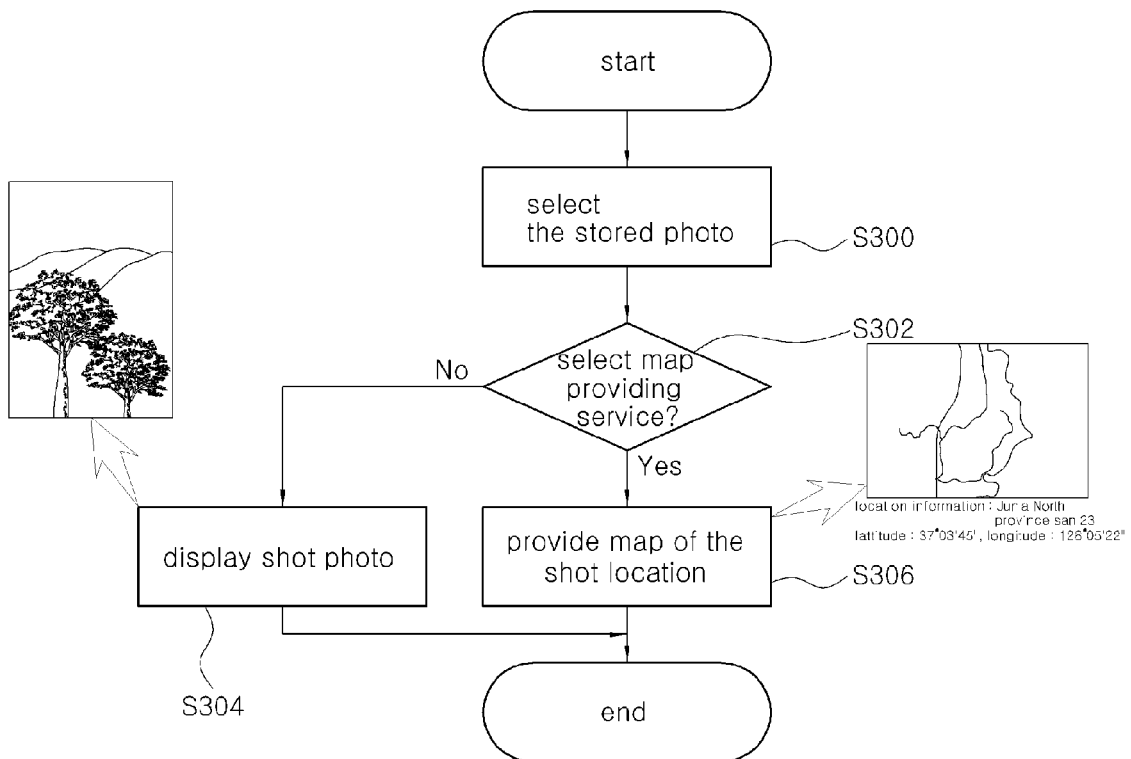 start
select
the stored photo
S300
S302
select map
providing
service?
No
Yes
location information : Jun a North
province san 23
lattitude : 37°03'45', longitude : 126°05'22"
display shot photo
provide map of the
shot location
S306
S304
end